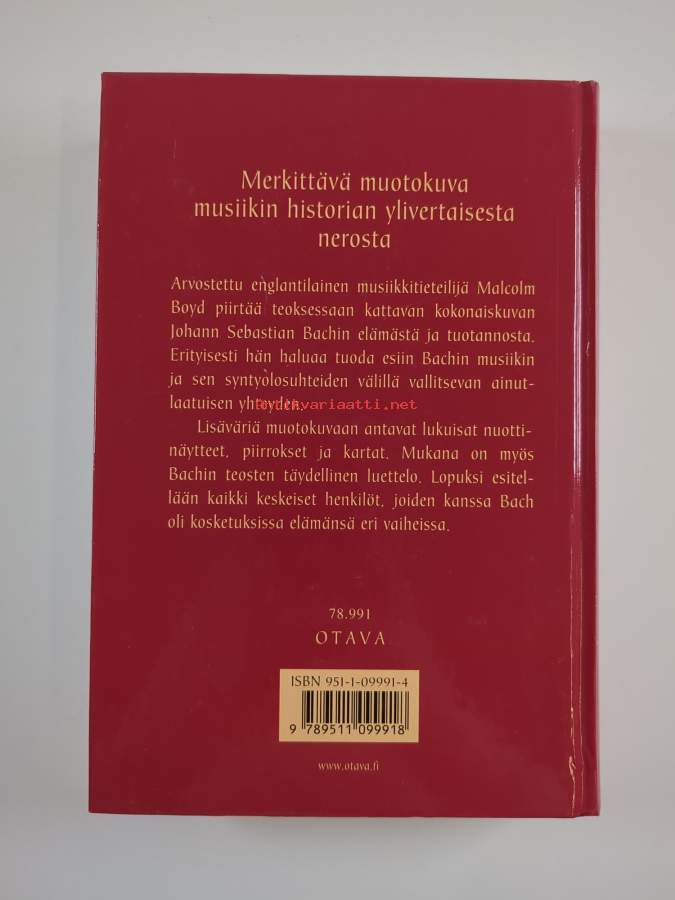 Merkittävä muotokuva
musiikin historian ylivertaisesta
nerosta
Arvostettu englantilainen musiikkitieteilijä Malcolm
Boyd piirtää teoksessaan kattavan kokonaiskuvan
Johann Sebastian Bachin elämästä ja tuotannosta.
Erityisesti hän haluaa tuoda esiin Bachin musiikin
ja sen syntyolosuhteiden välillä vallitsevan ainut-
laatuisen yhteyden.
Lisäväriä muotokuvaan antavat lukuisat nuotti-
näytteet, piirrokset ja kartat. Mukana on myös
Bachin teosten täydellinen luettelo. Lopuksi esitel-
lään kaikki keskeiset henkilöt, joiden kanssa Bach
oli kosketuksissa elämänsä eri vaiheissa.
78.991
OTAVA
ISBN 951-1-09991-4
9 789511 099918
www.otava.fi